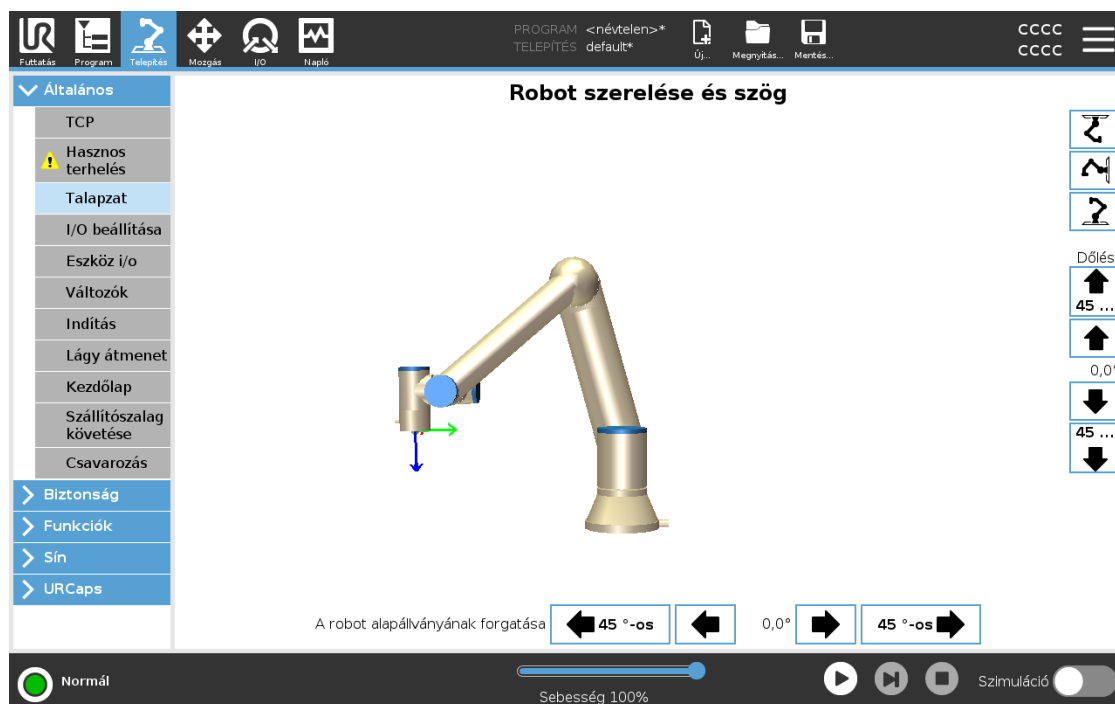 PROGRAM <névtelen>*
TELEPÍTÉS default*
Futtatás
Program
Telepítés
Mozgás
I/O
Napló
Új...
Megnyitás...
Mentés...
cccc
cccc
Általános
TCP
Hasznos
terhelés
Talapzat
I/O beállítása
Eszköz i/o
Változók
Indítás
Lágy átmenet
Kezdőlap
Szállítószalag
követése
Csavarozás
Biztonság
Funkciók
Sín
URCaps
Robot szerelése és szög
Dőlés
45 ...
0,0°
45 ...
A robot alapállványának forgatása
45 °-os
0,0°
45 °-os
Normál
Sebesség 100%
Szimuláció